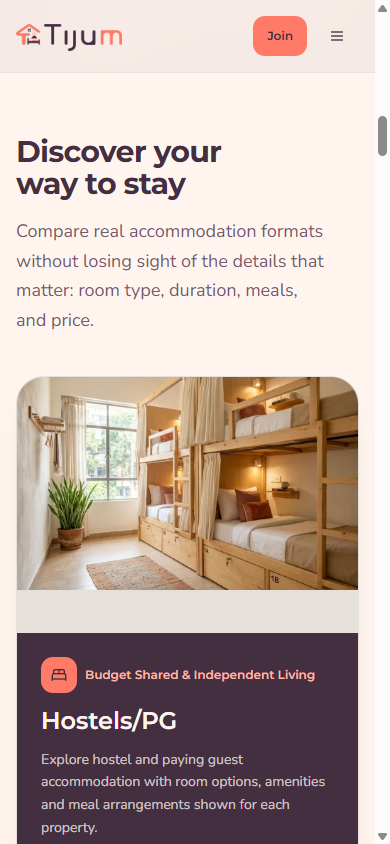 Tijum
Join
Discover your
way to stay
Compare real accommodation formats
without losing sight of the details that
matter: room type, duration, meals,
and price.
18
Budget Shared & Independent Living
Hostels/PG
Explore hostel and paying guest
accommodation with room options, amenities
and meal arrangements shown for each
property.